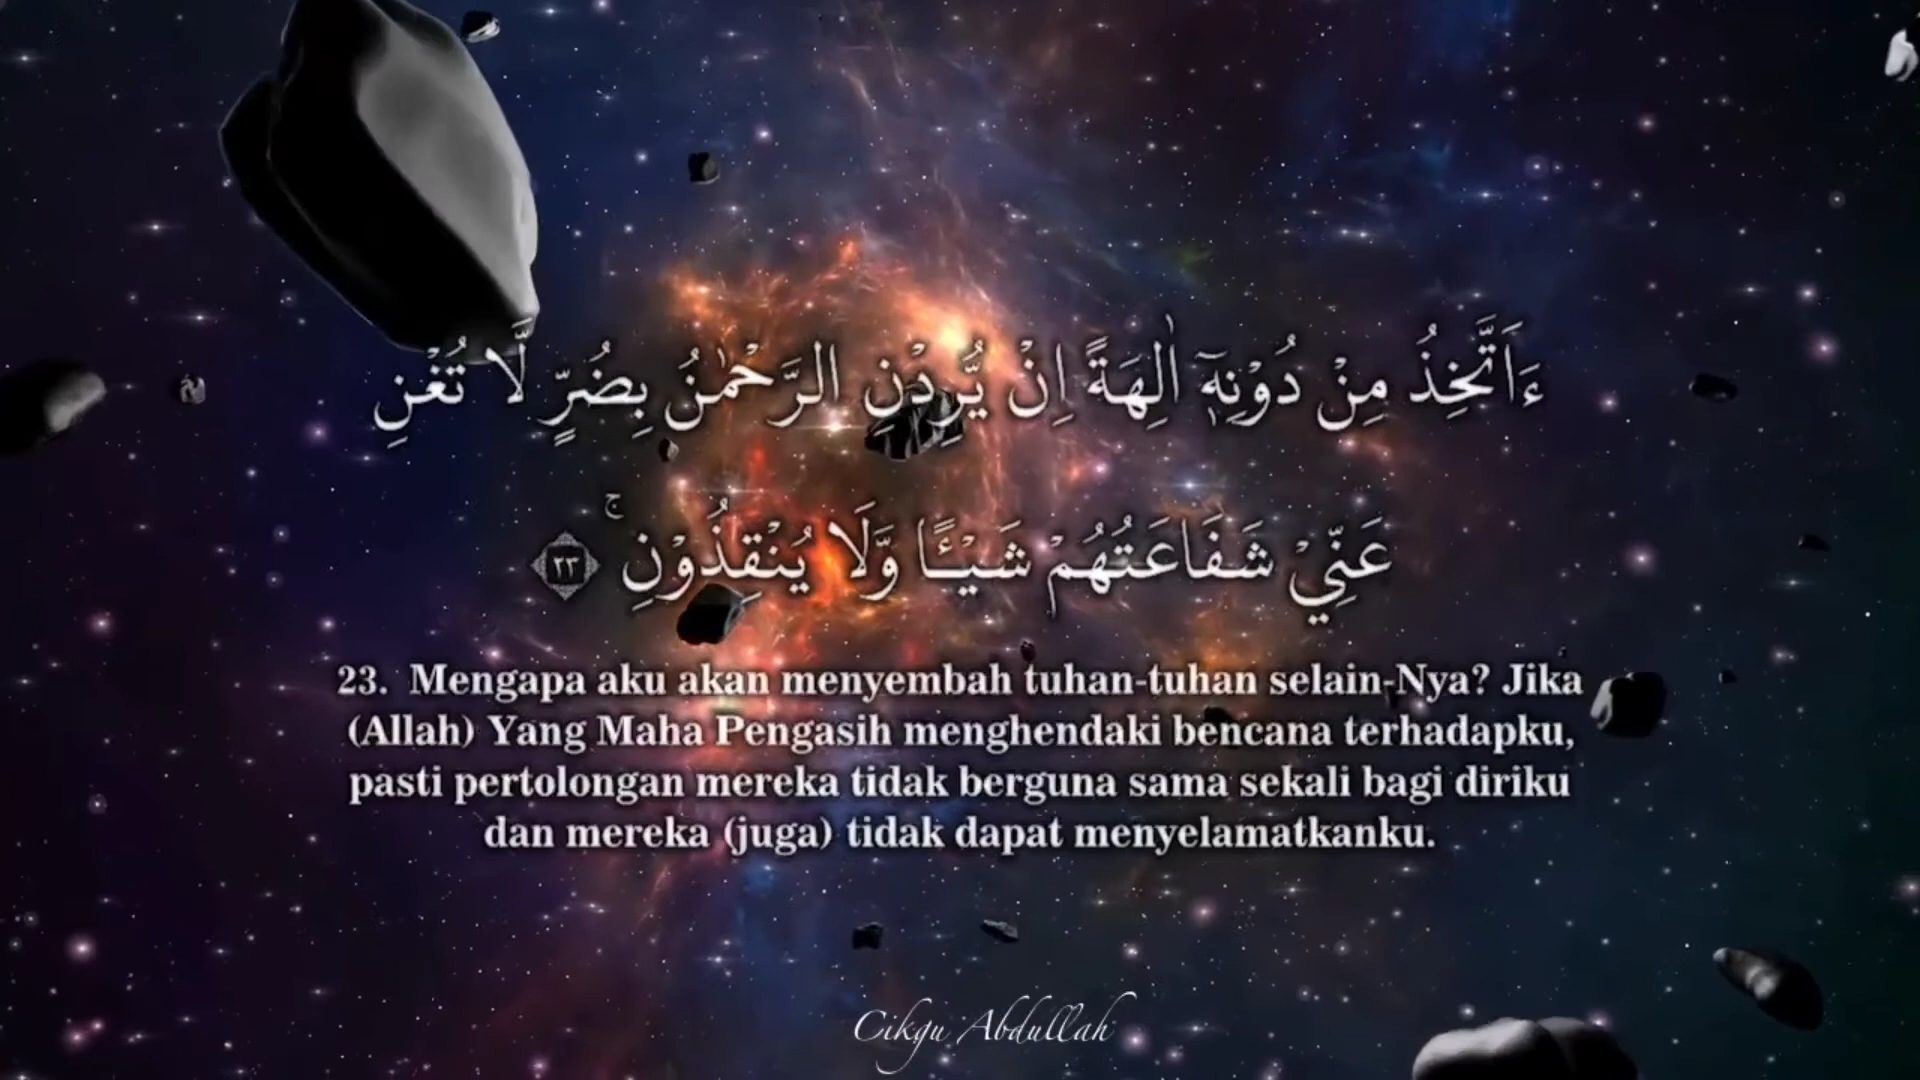 ءَاَتَّخِذُ مِنْ دُوْنِهٖٓ اٰلِهَةً اِنْ يُّرِدْنِ الرَّحْمٰنُ بِضُرٍّ لَّا تُغْنِ
عَنِّيْ شَفَاعَتُهُمْ شَيْـًٔا وَّلَا يُنْقِذُوْنِۚ ٢٣
23. Mengapa aku akan menyembah tuhan-tuhan selain-Nya? Jika
(Allah) Yang Maha Pengasih menghendaki bencana terhadapku,
pasti pertolongan mereka tidak berguna sama sekali bagi diriku
dan mereka (juga) tidak dapat menyelamatkanku.
Cikgu Abdullah